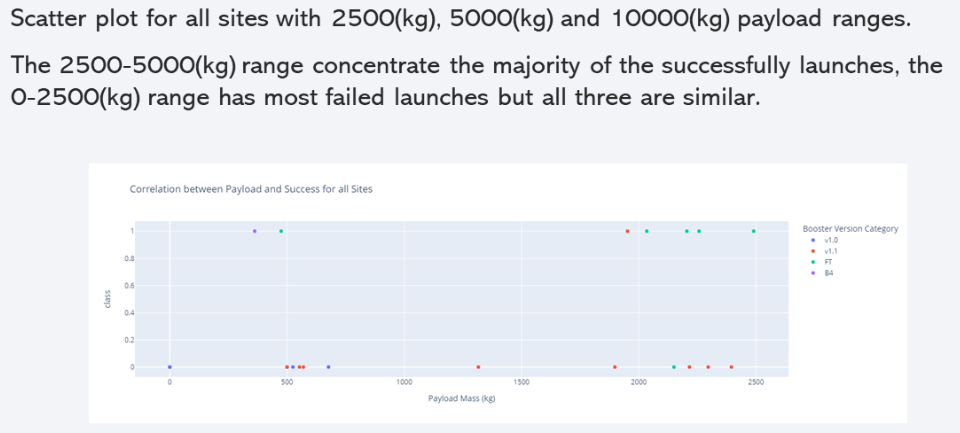 Scatter plot for all sites with 2500(kg), 5000(kg) and 10000(kg) payload ranges.
The 2500-5000(kg) range concentrate the majority of the successfully launches, the
0-2500(kg) range has most failed launches but all three are similar.
Correlation between Payload and Success for all Sites
Booster Version Category
v1.0
v1.1
FT
B4
class
1
0.8
0.6
0.4
0.2
0
0
500
1000
1500
2000
2500
Payload Mass (kg)